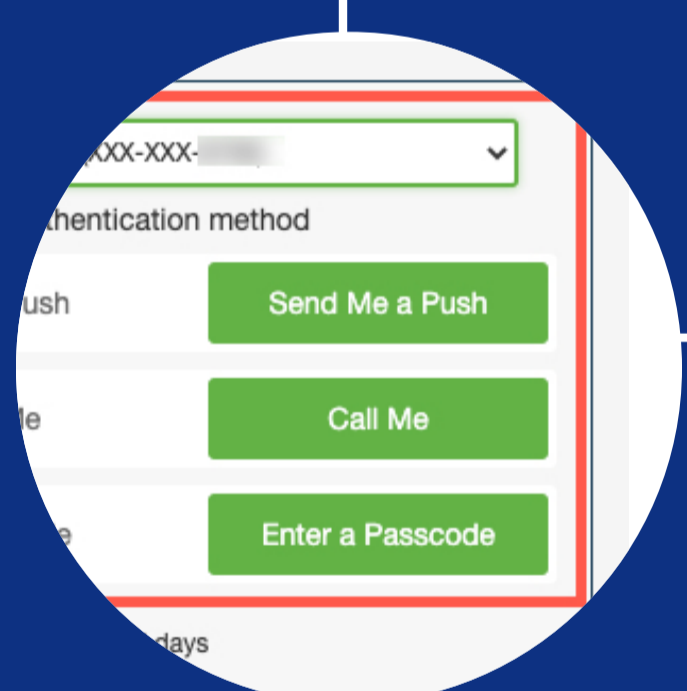 XXX-XXX-
thentication method
ush
Send Me a Push
Me
Call Me
e
Enter a Passcode
days